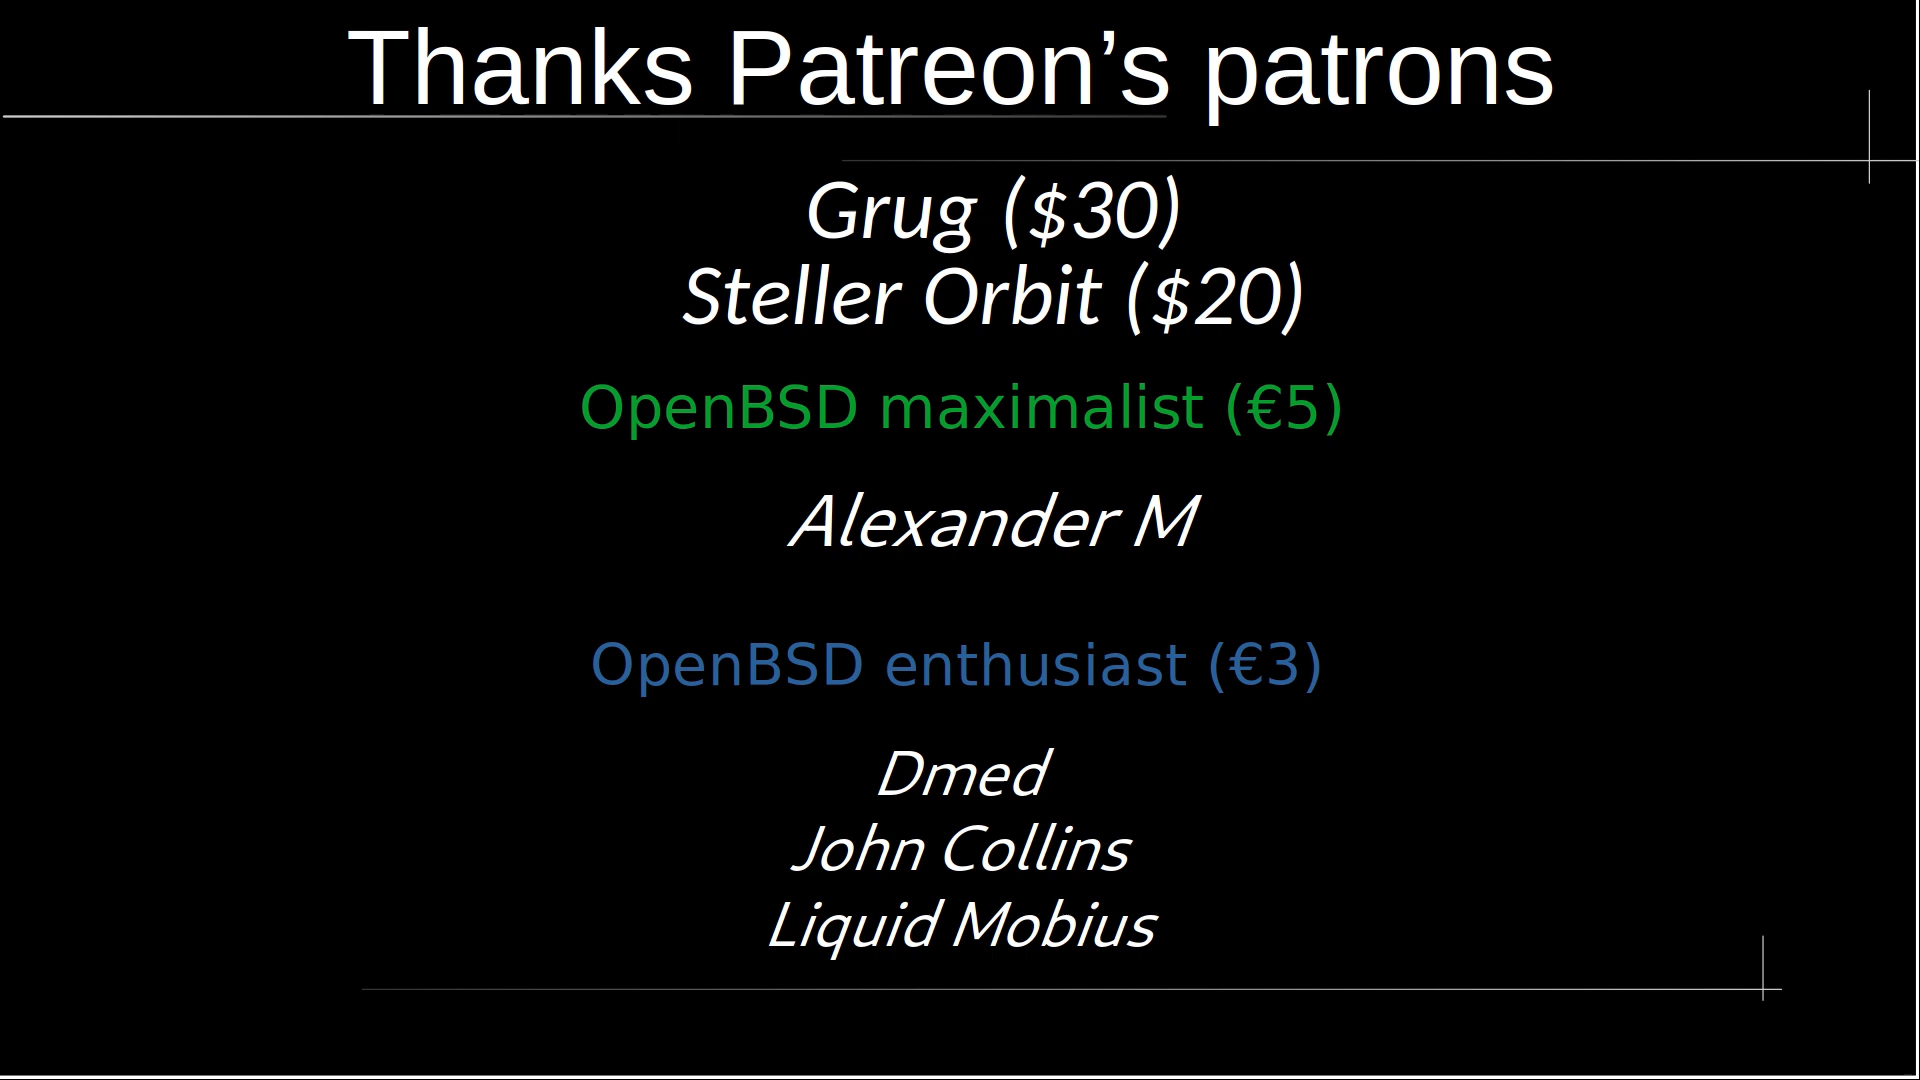 Thanks Patreon’s patrons
Grug ($30)
Steller Orbit ($20)
OpenBSD maximalist (€5)
Alexander M
OpenBSD enthusiast (€3)
Dmed
John Collins
Liquid Mobius